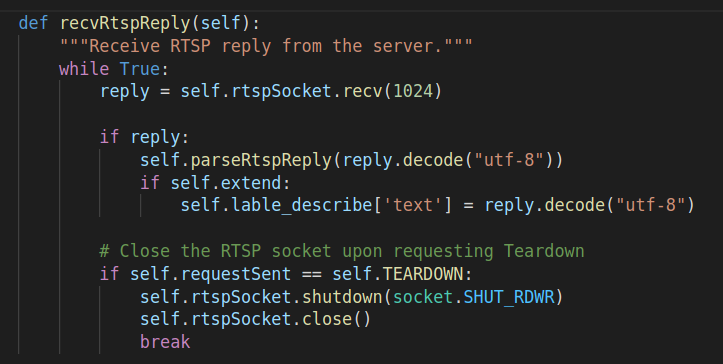 def recvRtspReply(self):
    """Receive RTSP reply from the server."""
    while True:
        reply = self.rtspSocket.recv(1024)

        if reply:
            self.parseRtspReply(reply.decode("utf-8"))
            if self.extend:
                self.lable_describe['text'] = reply.decode("utf-8")

        # Close the RTSP socket upon requesting Teardown
        if self.requestSent == self.TEARDOWN:
            self.rtspSocket.shutdown(socket.SHUT_RDWR)
            self.rtspSocket.close()
            break